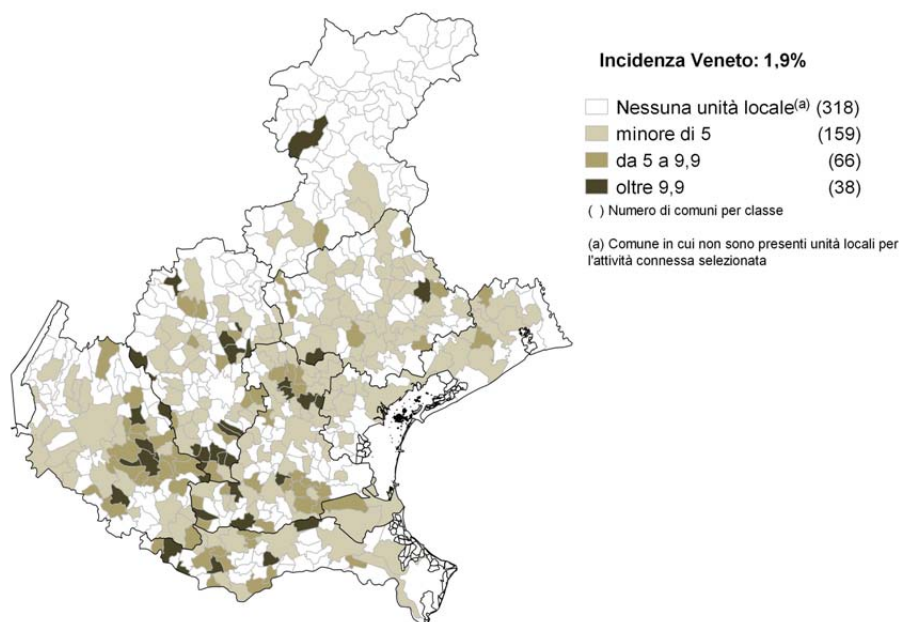 Incidenza Veneto: 1,9%
Nessuna unità locale(a) (318)
minore di 5 (159)
da 5 a 9,9 (66)
oltre 9,9 (38)
( ) Numero di comuni per classe
(a) Comune in cui non sono presenti unità locali per
l'attività connessa selezionata